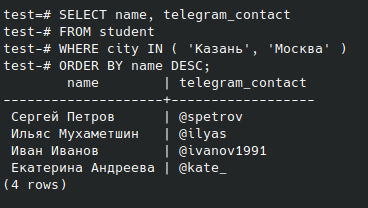 test=# SELECT name, telegram_contact
test-# FROM student
test-# WHERE city IN ( 'Казань', 'Москва' )
test-# ORDER BY name DESC;
        name        | telegram_contact
--------------------+------------------
 Сергей Петров      | @spetrov
 Ильяс Мухаметшин   | @ilyas
 Иван Иванов        | @ivanov1991
 Екатерина Андреева | @kate_
(4 rows)